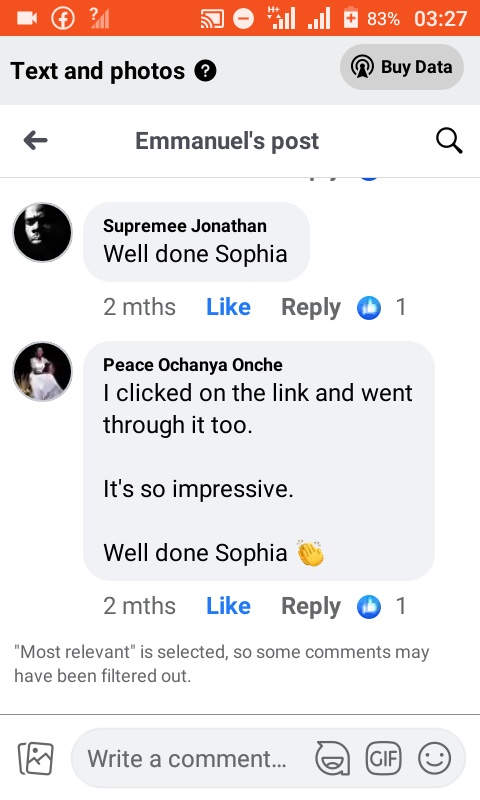 83% 03:27
Text and photos
Buy Data
Emmanuel's post
Supremee Jonathan
Well done Sophia
2 mths Like Reply 1
Peace Ochanya Onche
I clicked on the link and went
through it too.
It's so impressive.
Well done Sophia 👏
2 mths Like Reply 1
"Most relevant" is selected, so some comments may
have been filtered out.
Write a comment... GIF